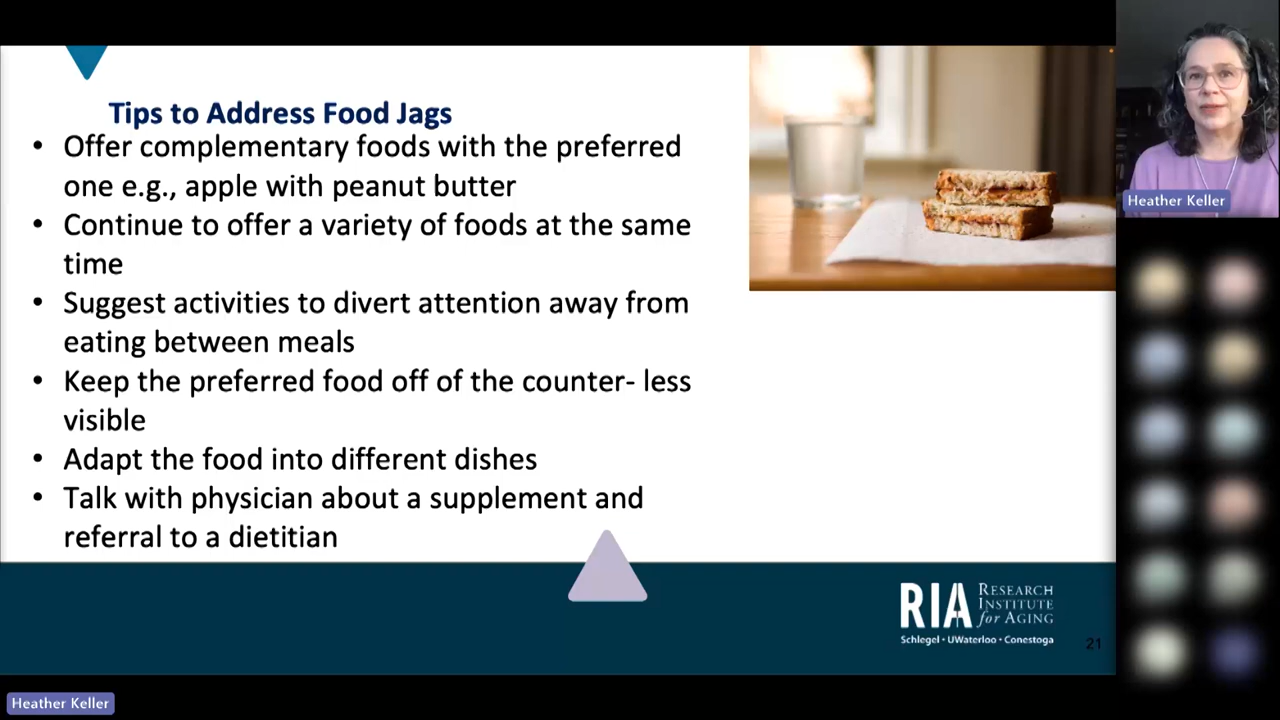 Tips to Address Food Jags
• Offer complementary foods with the preferred
one e.g., apple with peanut butter
• Continue to offer a variety of foods at the same
time
• Suggest activities to divert attention away from
eating between meals
• Keep the preferred food off of the counter- less
visible
• Adapt the food into different dishes
• Talk with physician about a supplement and
referral to a dietitian
RIA RESEARCH
INSTITUTE
for AGING
Schlegel • UWaterloo • Conestoga
21
Heather Keller
Heather Keller